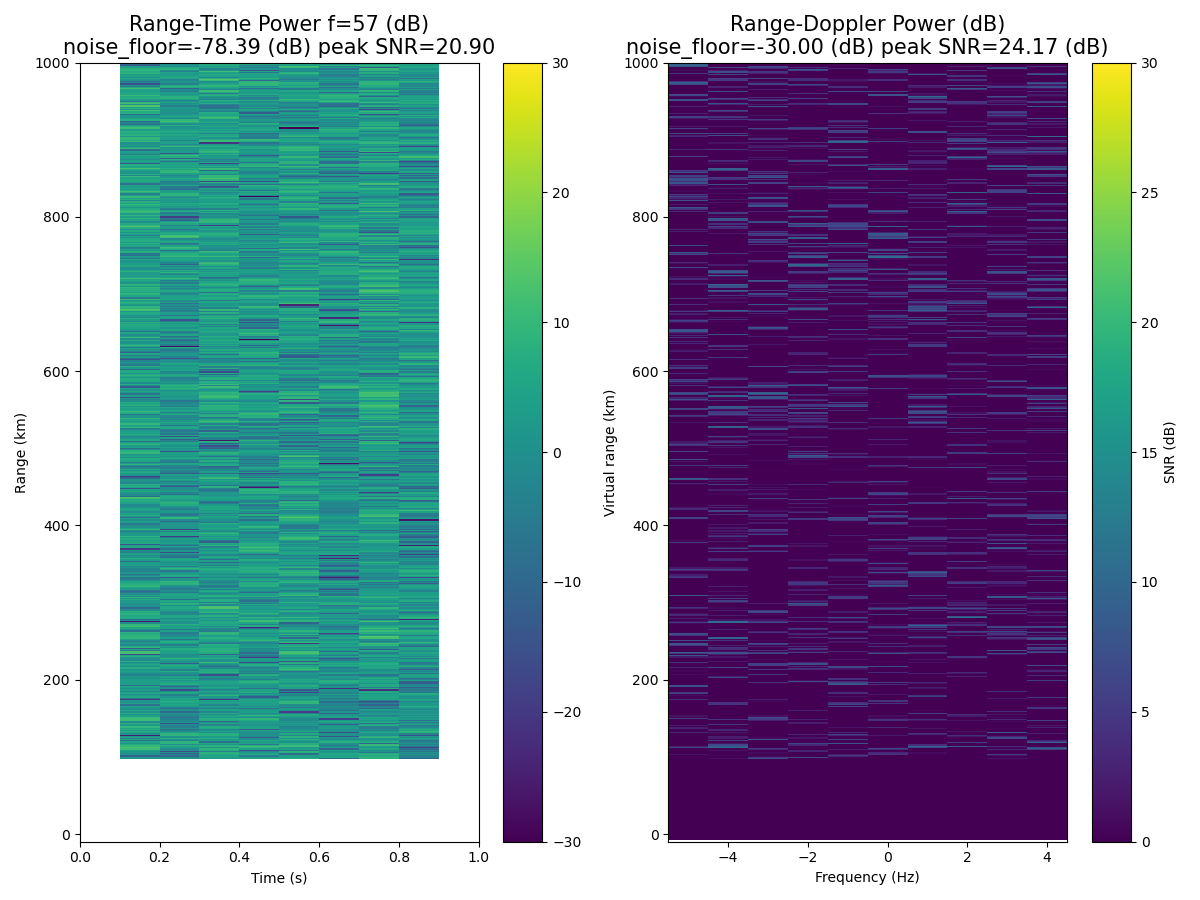 Range-Time Power f=57 (dB)
noise_floor=-78.39 (dB) peak SNR=20.90
Range (km)
1000
800
600
400
200
0
0.0 0.2 0.4 0.6 0.8 1.0
Time (s)
30
20
10
0
−10
−20
−30
Range-Doppler Power (dB)
noise_floor=-30.00 (dB) peak SNR=24.17 (dB)
Virtual range (km)
1000
800
600
400
200
0
−4 −2 0 2 4
Frequency (Hz)
30
25
20
15
10
5
0
SNR (dB)